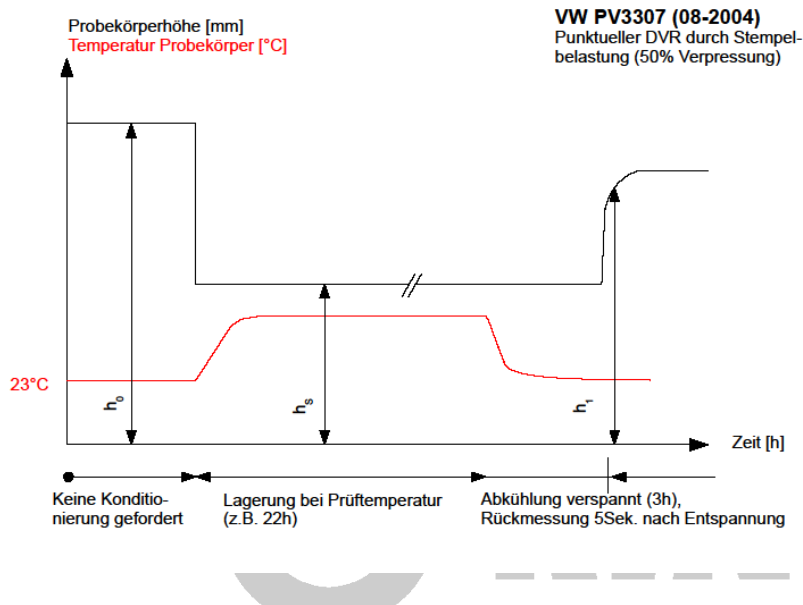 Probekörperhöhe [mm]
Temperatur Probekörper [°C]
VW PV3307 (08-2004)
Punktueller DVR durch Stempel-
belastung (50% Verpressung)
23°C
h₀
hₛ
h₁
Zeit [h]
Keine Konditio-
nierung gefordert
Lagerung bei Prüftemperatur
(z.B. 22h)
Abkühlung verspannt (3h),
Rückmessung 5Sek. nach Entspannung